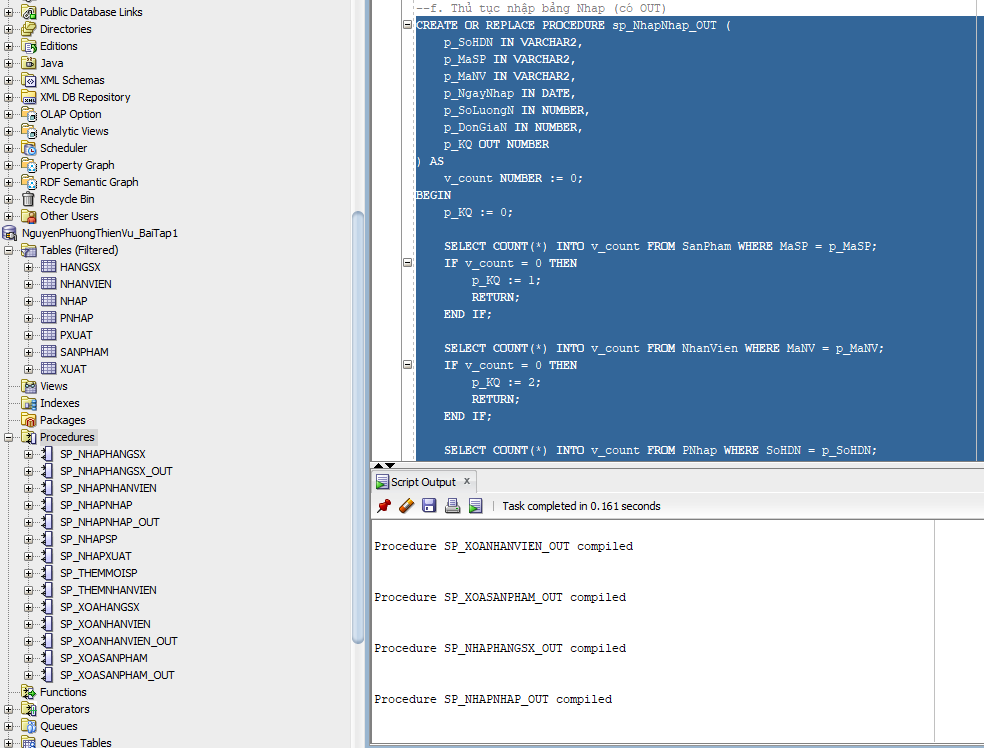 Public Database Links
Directories
Editions
Java
XML Schemas
XML DB Repository
OLAP Option
Analytic Views
Scheduler
Property Graph
RDF Semantic Graph
Recycle Bin
Other Users
NguyenPhuongThienVu_BaiTap1
Tables (Filtered)
HANGSX
NHANVIEN
NHAP
PNHAP
PXUAT
SANPHAM
XUAT
Views
Indexes
Packages
Procedures
SP_NHAPHANGSX
SP_NHAPHANGSX_OUT
SP_NHAPNHANVIEN
SP_NHAPNHAP
SP_NHAPNHAP_OUT
SP_NHAPSP
SP_NHAPXUAT
SP_THEMMOISP
SP_THEMNHANVIEN
SP_XOAHANGSX
SP_XOANHANVIEN
SP_XOANHANVIEN_OUT
SP_XOASANPHAM
SP_XOASANPHAM_OUT
Functions
Operators
Queues
Queues Tables
--f. Thủ tục nhập bảng Nhap (có OUT)
CREATE OR REPLACE PROCEDURE sp_NhapNhap_OUT (
    p_SoHDN IN VARCHAR2,
    p_MaSP IN VARCHAR2,
    p_MaNV IN VARCHAR2,
    p_NgayNhap IN DATE,
    p_SoLuongN IN NUMBER,
    p_DonGiaN IN NUMBER,
    p_KQ OUT NUMBER
) AS
    v_count NUMBER := 0;
BEGIN
    p_KQ := 0;
    SELECT COUNT(*) INTO v_count FROM SanPham WHERE MaSP = p_MaSP;
    IF v_count = 0 THEN
        p_KQ := 1;
        RETURN;
    END IF;
    SELECT COUNT(*) INTO v_count FROM NhanVien WHERE MaNV = p_MaNV;
    IF v_count = 0 THEN
        p_KQ := 2;
        RETURN;
    END IF;
    SELECT COUNT(*) INTO v_count FROM PNhap WHERE SoHDN = p_SoHDN;
Script Output x
Task completed in 0.161 seconds
Procedure SP_XOANHANVIEN_OUT compiled
Procedure SP_XOASANPHAM_OUT compiled
Procedure SP_NHAPHANGSX_OUT compiled
Procedure SP_NHAPNHAP_OUT compiled